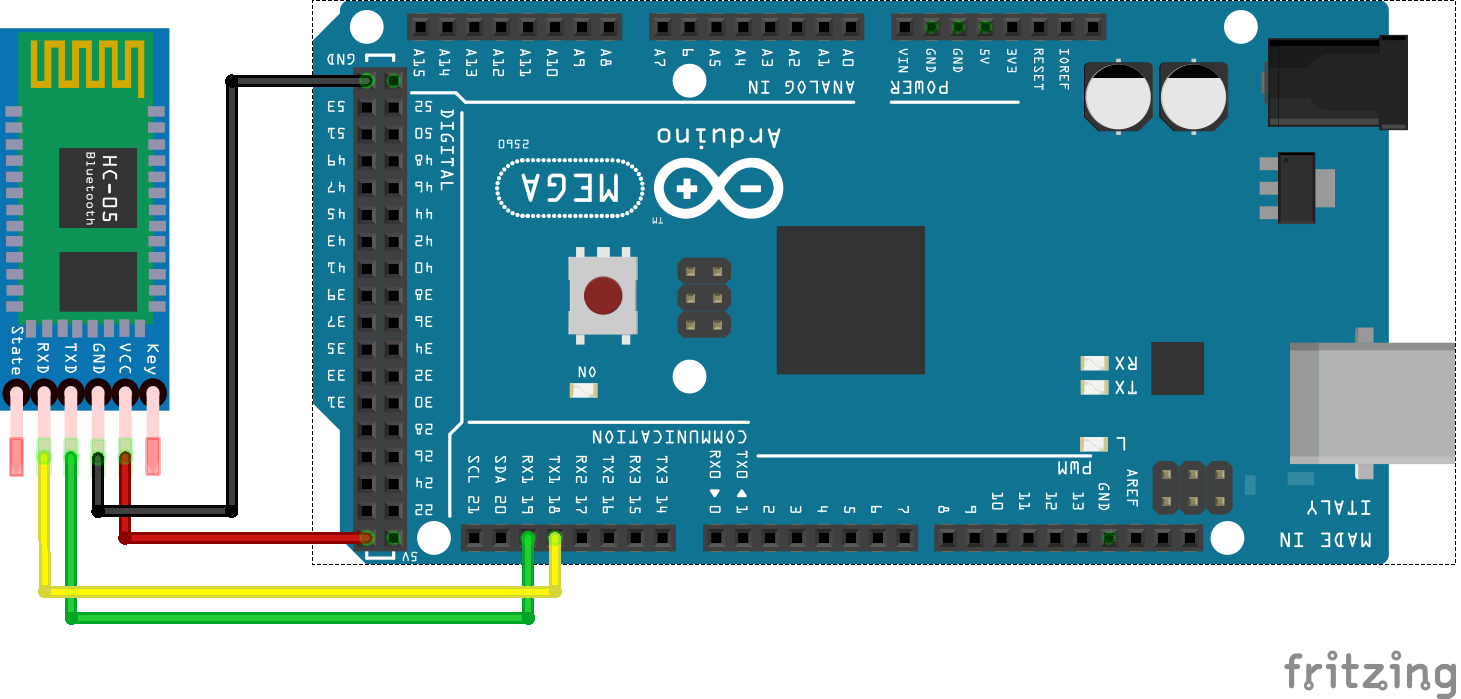 HC-05
Bluetooth
State
RXD
TXD
GND
VCC
Key
GND
A15
A14
A13
A12
A11
A10
A9
A8
A7
6
A5
A4
A3
A2
A1
A0
VIN
GND
GND
5V
3V3
RESET
IOREF
ANALOG IN
POWER
DIGITAL
53 52
51 50
49 48
47 46
45 44
43 42
41 40
39 38
37 36
35 34
33 32
31 30
28
26
24
22
5V
Arduino
2560
MEGA
TM
ON
RX
TX
L
COMMUNICATION
SCL 21
SDA 20
RX1 19
TX1 18
RX2 17
TX2 16
RX3 15
TX3 14
RX0 0
TX0 1
2
3
4
5
6
7
PWM
8
9
10
11
12
13
GND
AREF
MADE IN
ITALY
fritzing